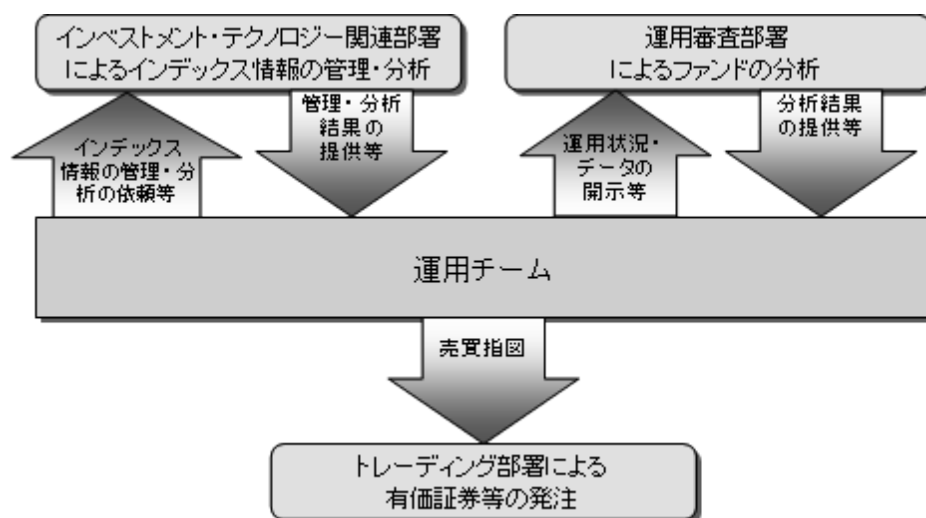 インベストメント・テクノロジー関連部署
によるインデックス情報の管理・分析
運用審査部署
によるファンドの分析
インデックス
情報の管理・分
析の依頼等
管理・分析
結果の
提供等
運用状況・
データの
開示等
分析結果
の提供等
運用チーム
売買指図
トレーディング部署による
有価証券等の発注